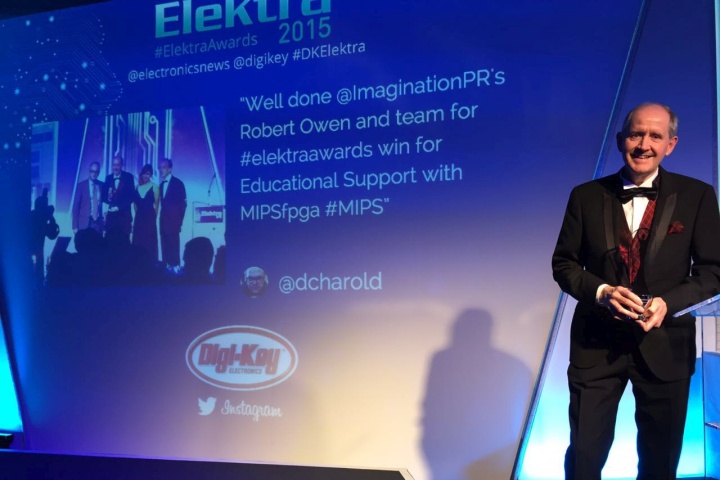 Elektra
#ElektraAwards 2015
@electronicsnews @digikey #DKElektra
"Well done @ImaginationPR's
Robert Owen and team for
#elektraawards win for
Educational Support with
MIPSfpga #MIPS"
@dcharold
Digi-Key
ELECTRONICS
Instagram